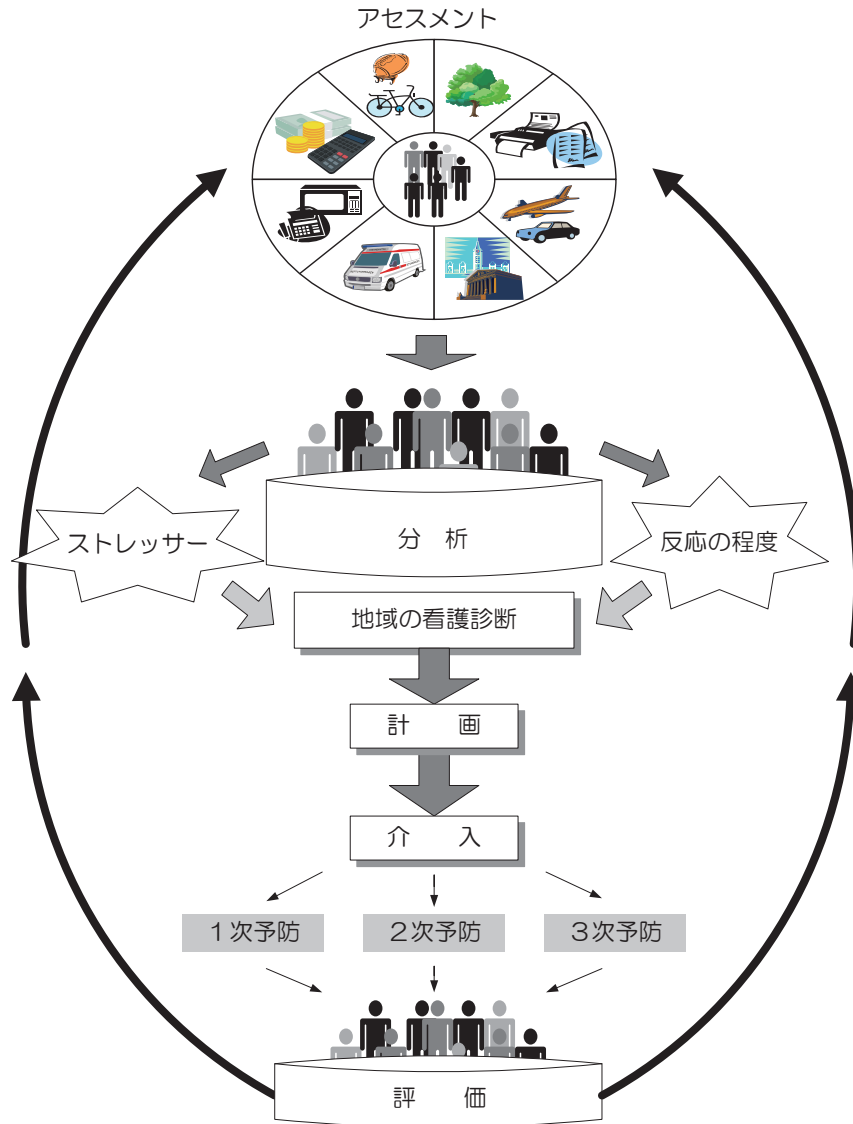 アセスメント
分　析
ストレッサー
反応の程度
地域の看護診断
計　画
介　入
１次予防
２次予防
３次予防
評　価